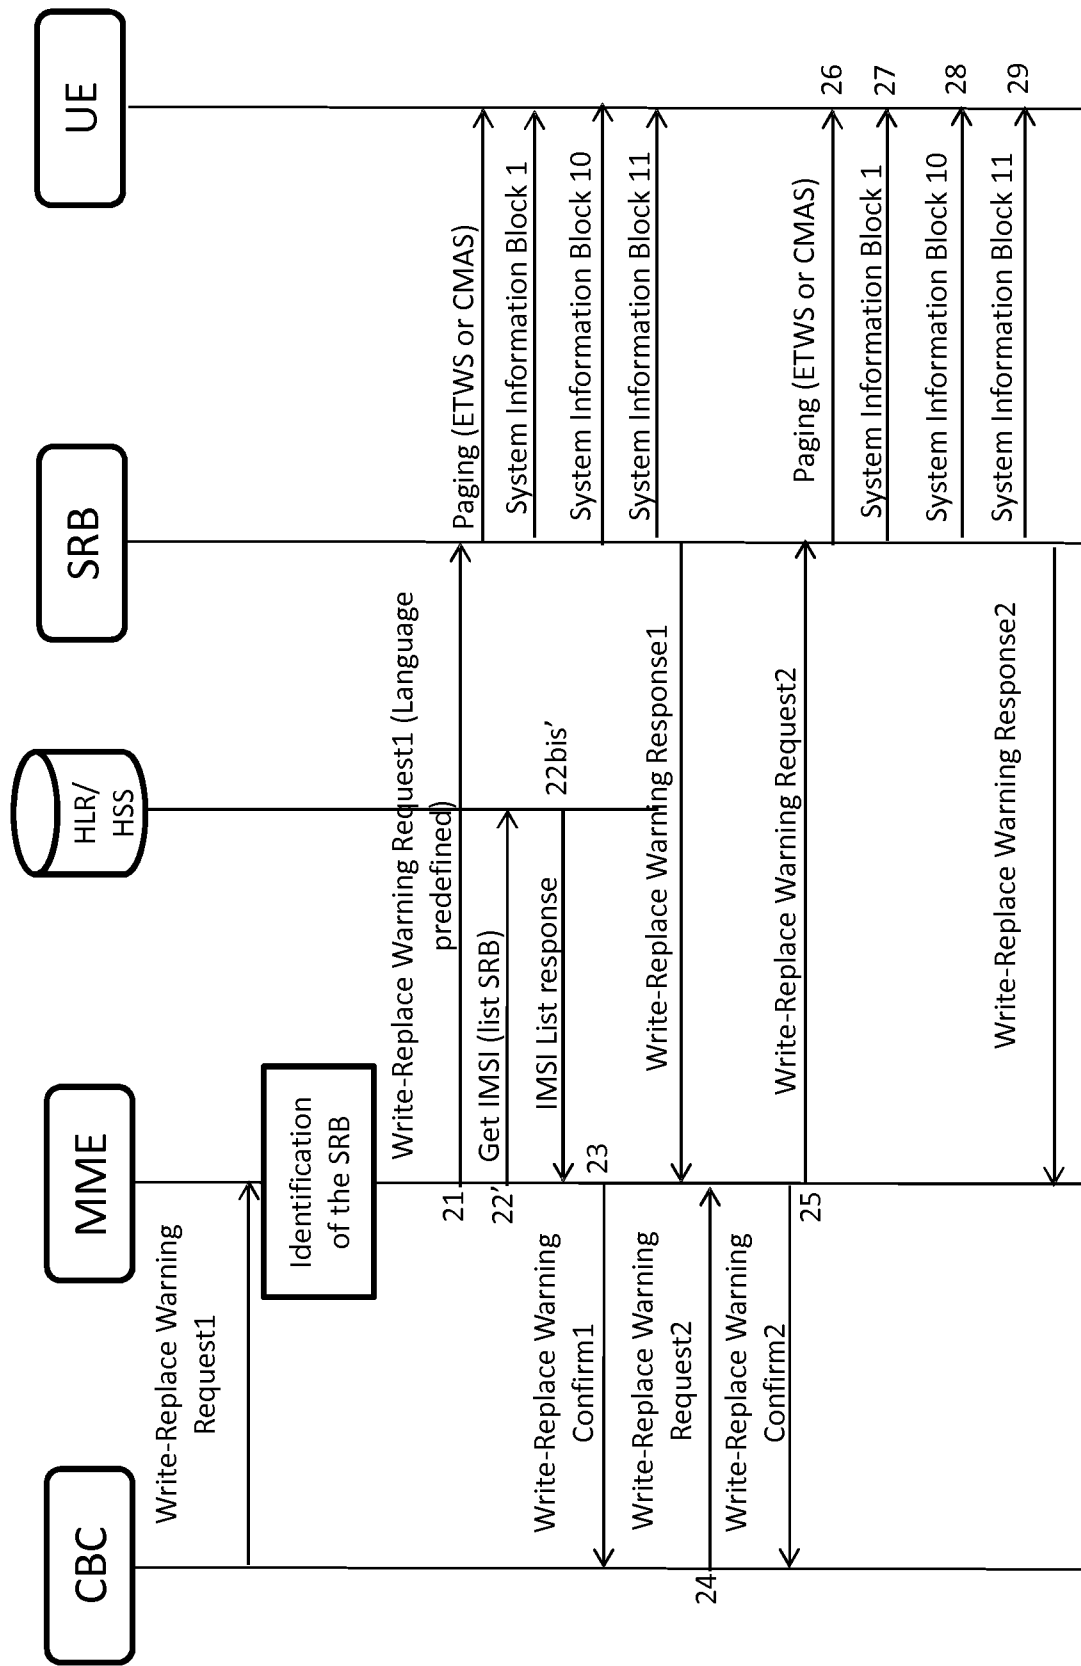 CBC
MME
HLR/
HSS
SRB
UE
Write-Replace Warning
Request1
Identification
of the SRB
Write-Replace Warning Request1 (Language
predefined)
21
Paging (ETWS or CMAS)
22'
Get IMSI (list SRB)
System Information Block 1
IMSI List response
22bis'
Write-Replace Warning
Confirm1
23
System Information Block 10
System Information Block 11
Write-Replace Warning Response1
Write-Replace Warning
Request2
24
Write-Replace Warning
Confirm2
25
Write-Replace Warning Request2
Paging (ETWS or CMAS)
26
System Information Block 1
27
System Information Block 10
28
System Information Block 11
29
Write-Replace Warning Response2